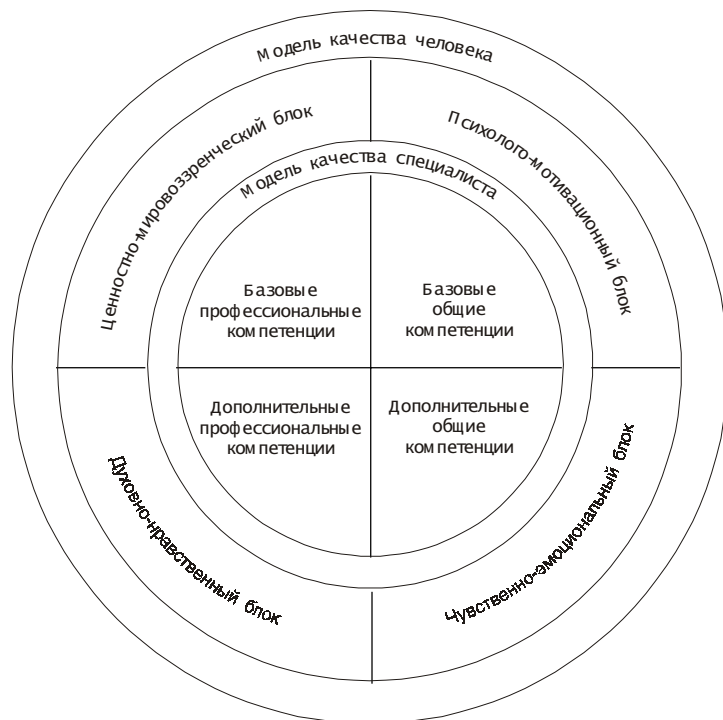 Модель качества человека
Ценностно-мировоззренческий блок
Психолого-мотивационный блок
Модель качества специалиста
Базовые
профессиональные
компетенции
Базовые
общие
компетенции
Дополнительные
профессиональные
компетенции
Дополнительные
общие
компетенции
Духовно-нравственный блок
Чувственно-эмоциональный блок